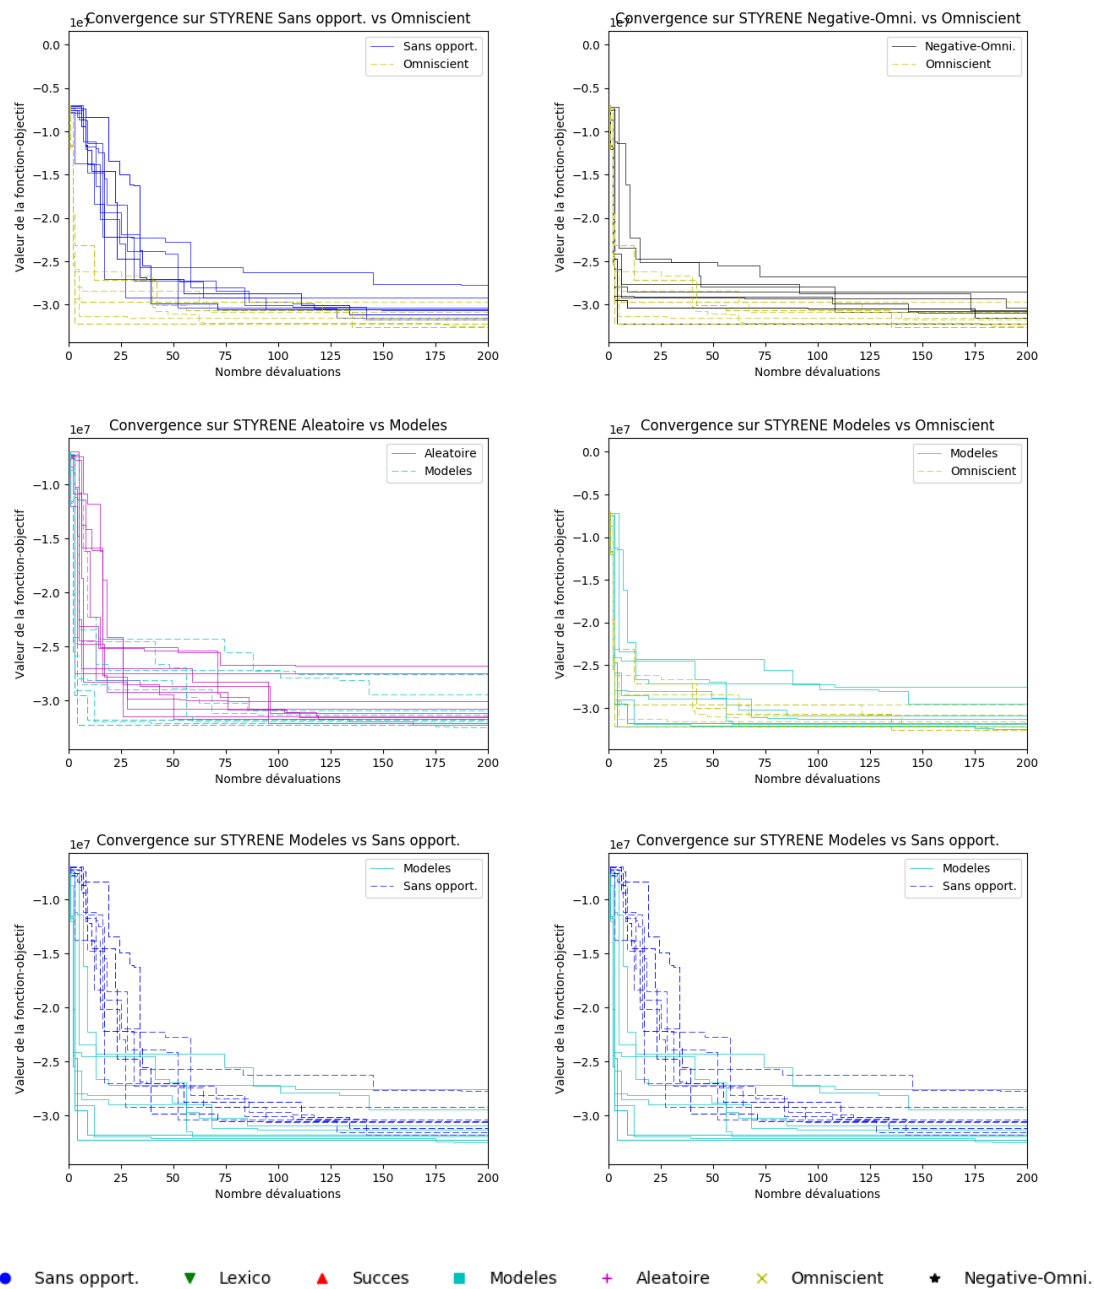 Convergence sur STYRENE Sans opport. vs Omniscient
1e7
Sans opport.
Omniscient
0.0
−0.5
−1.0
−1.5
−2.0
−2.5
−3.0
Valeur de la fonction-objectif
0 25 50 75 100 125 150 175 200
Nombre dévaluations
Convergence sur STYRENE Negative-Omni. vs Omniscient
1e7
Negative-Omni.
Omniscient
0.0
−0.5
−1.0
−1.5
−2.0
−2.5
−3.0
Valeur de la fonction-objectif
0 25 50 75 100 125 150 175 200
Nombre dévaluations
Convergence sur STYRENE Aleatoire vs Modeles
1e7
Aleatoire
Modeles
−1.0
−1.5
−2.0
−2.5
−3.0
Valeur de la fonction-objectif
0 25 50 75 100 125 150 175 200
Nombre dévaluations
Convergence sur STYRENE Modeles vs Omniscient
1e7
Modeles
Omniscient
0.0
−0.5
−1.0
−1.5
−2.0
−2.5
−3.0
Valeur de la fonction-objectif
0 25 50 75 100 125 150 175 200
Nombre dévaluations
Convergence sur STYRENE Modeles vs Sans opport.
1e7
Modeles
Sans opport.
−1.0
−1.5
−2.0
−2.5
−3.0
Valeur de la fonction-objectif
0 25 50 75 100 125 150 175 200
Nombre dévaluations
Convergence sur STYRENE Modeles vs Sans opport.
1e7
Modeles
Sans opport.
−1.0
−1.5
−2.0
−2.5
−3.0
Valeur de la fonction-objectif
0 25 50 75 100 125 150 175 200
Nombre dévaluations
Sans opport. Lexico Succes Modeles Aleatoire Omniscient Negative-Omni.